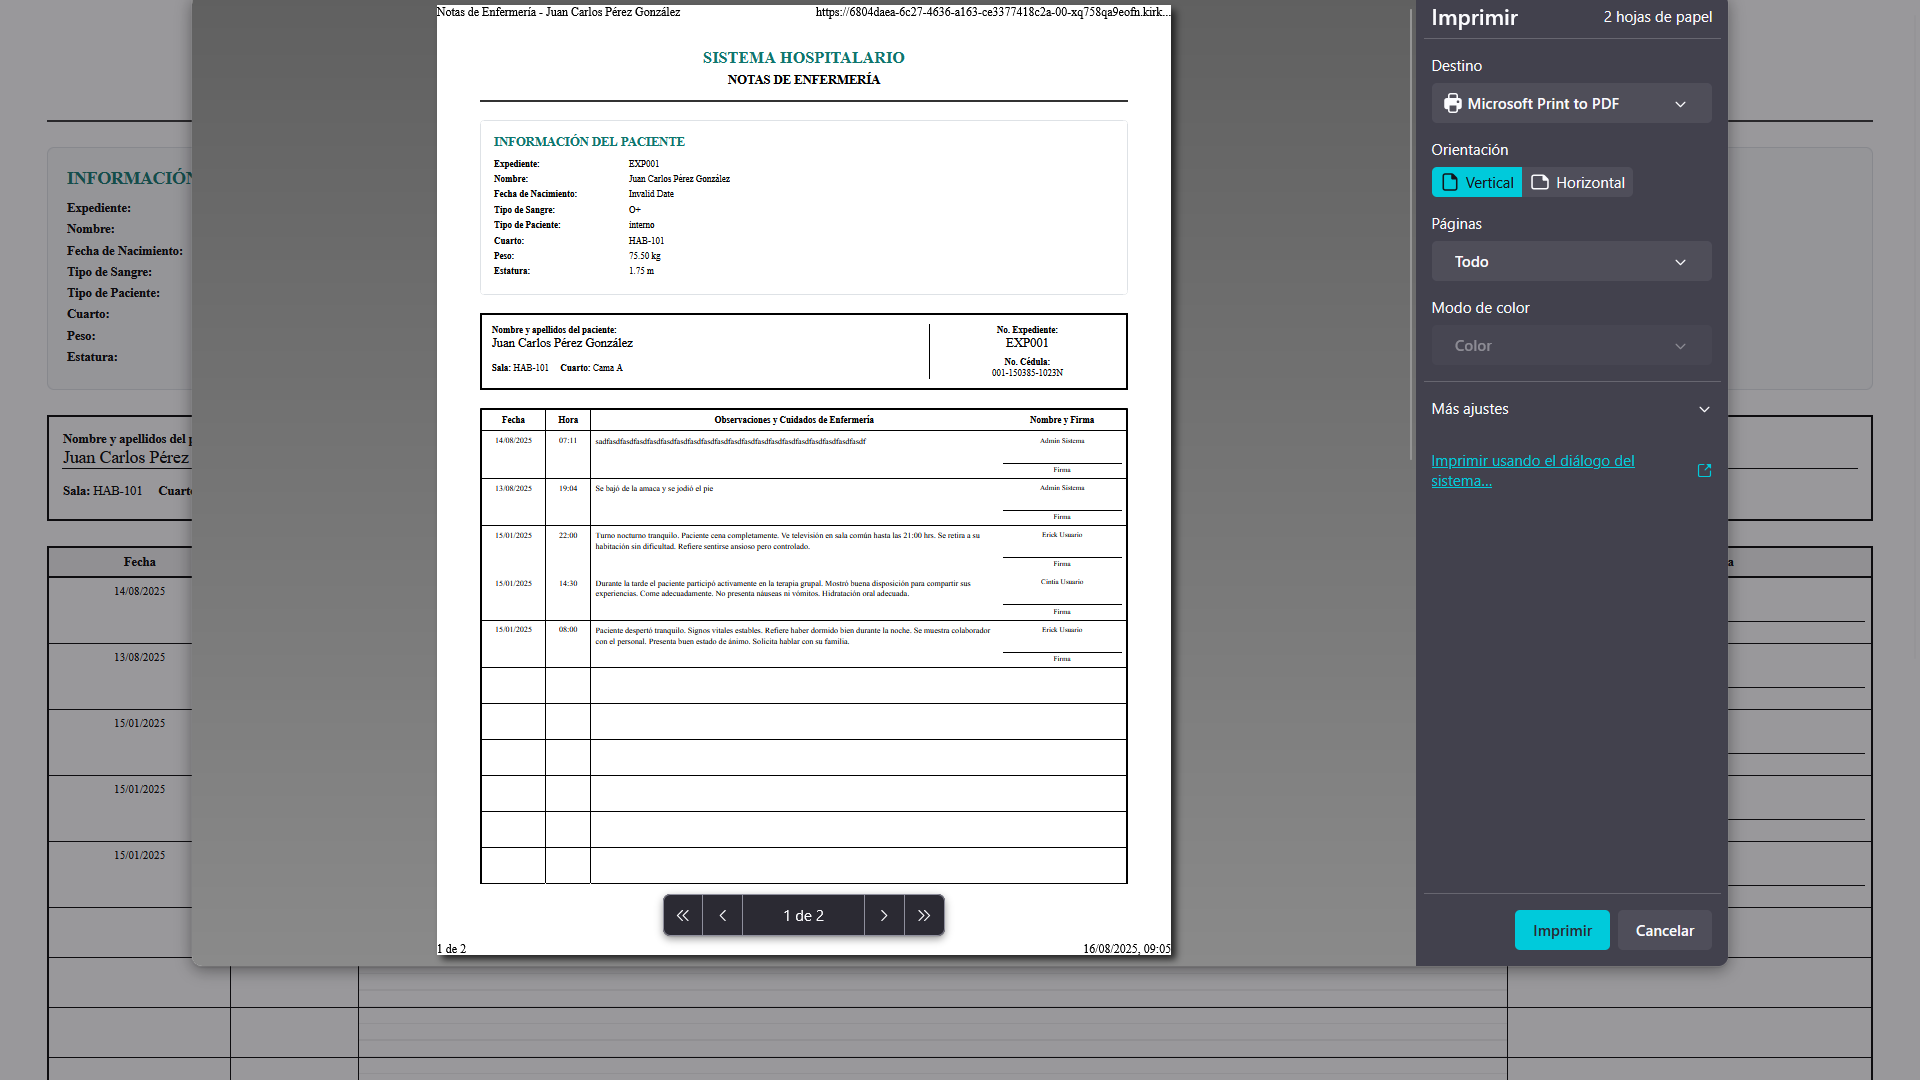 Notas de Enfermería - Juan Carlos Pérez González https://6804daea-6c27-4636-a163-ce3377418c2a-00-xq758qa9eofn.kirk...
SISTEMA HOSPITALARIO
NOTAS DE ENFERMERÍA
INFORMACIÓN DEL PACIENTE
Expediente: EXP001
Nombre: Juan Carlos Pérez González
Fecha de Nacimiento: Invalid Date
Tipo de Sangre: O+
Tipo de Paciente: interno
Cuarto: HAB-101
Peso: 75.50 kg
Estatura: 1.75 m
Nombre y apellidos del paciente:
Juan Carlos Pérez González
Sala: HAB-101 Cuarto: Cama A
No. Expediente:
EXP001
No. Cédula:
001-150385-1023N
Fecha Hora Observaciones y Cuidados de Enfermería Nombre y Firma
14/08/2025 07:11 sadfasdfasdfasdfasdfasdfasdfasdfasdfasdfasdfasdfasdfasdfasdfasdfasdfasdfasdf Admin Sistema
Firma
13/08/2025 19:04 Se bajó de la amaca y se jodió el pie Admin Sistema
Firma
15/01/2025 22:00 Turno nocturno tranquilo. Paciente cena completamente. Ve televisión en sala común hasta las 21:00 hrs. Se retira a su Erick Usuario
habitación sin dificultad. Refiere sentirse ansioso pero controlado.
Firma
15/01/2025 14:30 Durante la tarde el paciente participó activamente en la terapia grupal. Mostró buena disposición para compartir sus Cintia Usuario
experiencias. Come adecuadamente. No presenta náuseas ni vómitos. Hidratación oral adecuada.
Firma
15/01/2025 08:00 Paciente despertó tranquilo. Signos vitales estables. Refiere haber dormido bien durante la noche. Se muestra colaborador Erick Usuario
con el personal. Presenta buen estado de ánimo. Solicita hablar con su familia.
Firma
1 de 2
1 de 2 16/08/2025, 09:05
Imprimir 2 hojas de papel
Destino
Microsoft Print to PDF
Orientación
Vertical Horizontal
Páginas
Todo
Modo de color
Color
Más ajustes
Imprimir usando el diálogo del
sistema...
Imprimir Cancelar
INFORMACIÓN
Expediente:
Nombre:
Fecha de Nacimiento:
Tipo de Sangre:
Tipo de Paciente:
Cuarto:
Peso:
Estatura:
Nombre y apellidos del
Juan Carlos Pérez
Sala: HAB-101
Fecha
14/08/2025
13/08/2025
15/01/2025
15/01/2025
15/01/2025